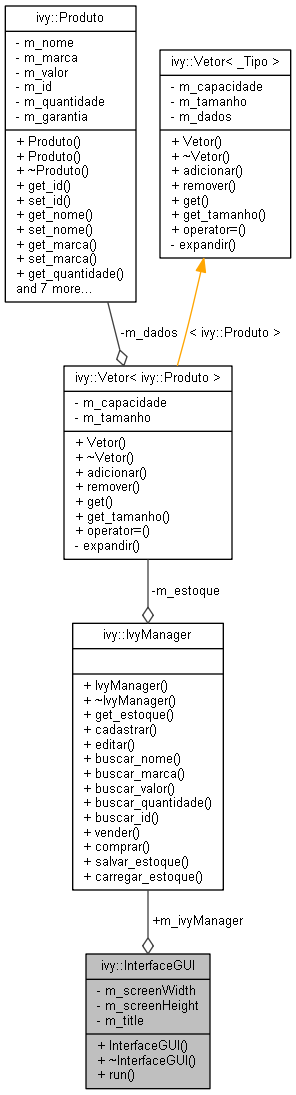 ivy::Produto
- m_nome
- m_marca
- m_valor
- m_id
- m_quantidade
- m_garantia
+ Produto()
+ Produto()
+ ~Produto()
+ get_id()
+ set_id()
+ get_nome()
+ set_nome()
+ get_marca()
+ set_marca()
+ get_quantidade()
and 7 more...
ivy::Vetor< _Tipo >
- m_capacidade
- m_tamanho
- m_dados
+ Vetor()
+ ~Vetor()
+ adicionar()
+ remover()
+ get()
+ get_tamanho()
+ operator=()
- expandir()
-m_dados
< ivy::Produto >
ivy::Vetor< ivy::Produto >
- m_capacidade
- m_tamanho
+ Vetor()
+ ~Vetor()
+ adicionar()
+ remover()
+ get()
+ get_tamanho()
+ operator=()
- expandir()
-m_estoque
ivy::IvyManager
+ IvyManager()
+ ~IvyManager()
+ get_estoque()
+ cadastrar()
+ editar()
+ buscar_nome()
+ buscar_marca()
+ buscar_valor()
+ buscar_quantidade()
+ buscar_id()
+ vender()
+ comprar()
+ salvar_estoque()
+ carregar_estoque()
+m_ivyManager
ivy::InterfaceGUI
- m_screenWidth
- m_screenHeight
- m_title
+ InterfaceGUI()
+ ~InterfaceGUI()
+ run()